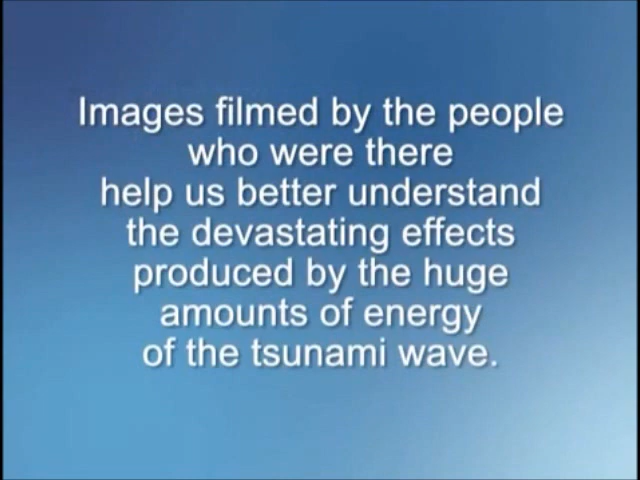 Images filmed by the people
who were there
help us better understand
the devastating effects
produced by the huge
amounts of energy
of the tsunami wave.